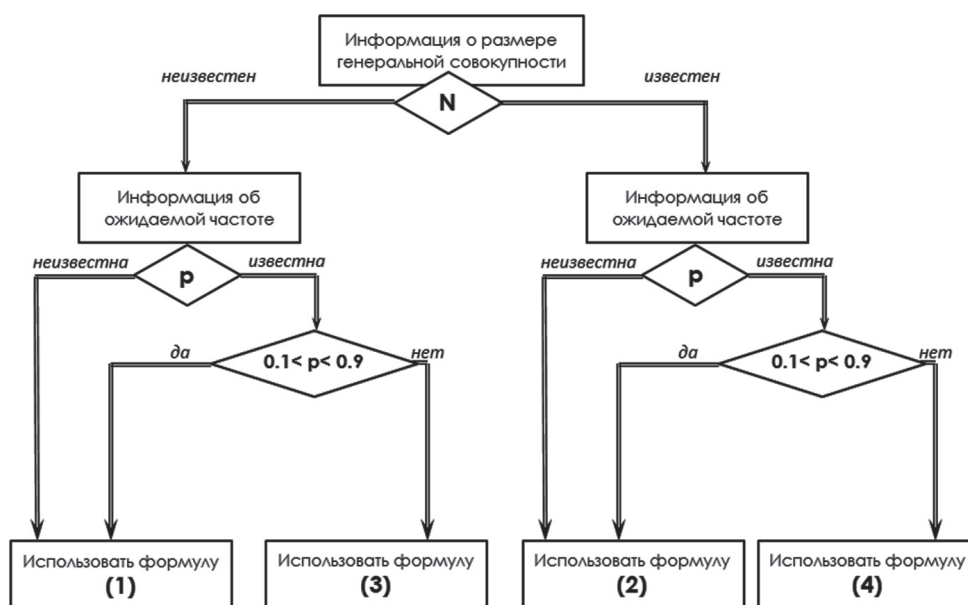 Информация о размере
генеральной совокупности
неизвестен
известен
N
Информация об
ожидаемой частоте
Информация об
ожидаемой частоте
неизвестна
p
известна
неизвестна
p
известна
да
0.1< p< 0.9
нет
да
0.1< p< 0.9
нет
Использовать формулу
(1)
Использовать формулу
(3)
Использовать формулу
(2)
Использовать формулу
(4)